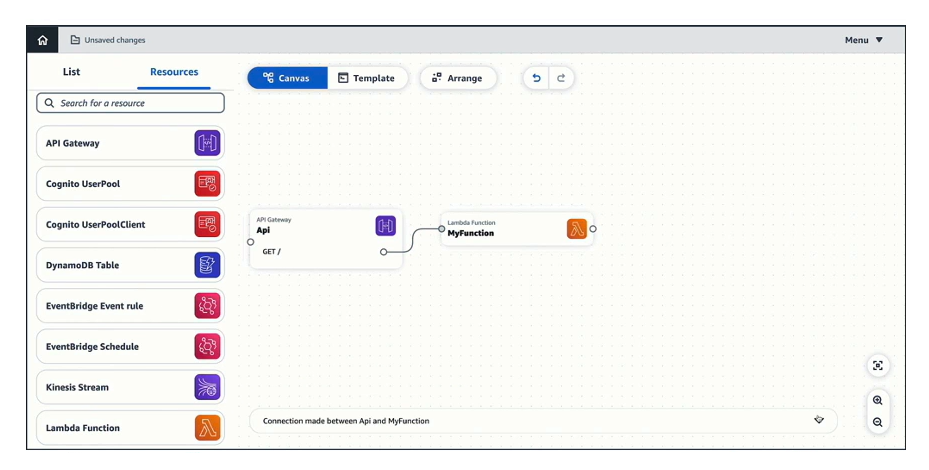 Unsaved changes
Menu
List
Resources
Canvas
Template
Arrange
Search for a resource
API Gateway
Cognito UserPool
Cognito UserPoolClient
DynamoDB Table
EventBridge Event rule
EventBridge Schedule
Kinesis Stream
Lambda Function
API Gateway
Api
GET /
Lambda Function
MyFunction
Connection made between Api and MyFunction